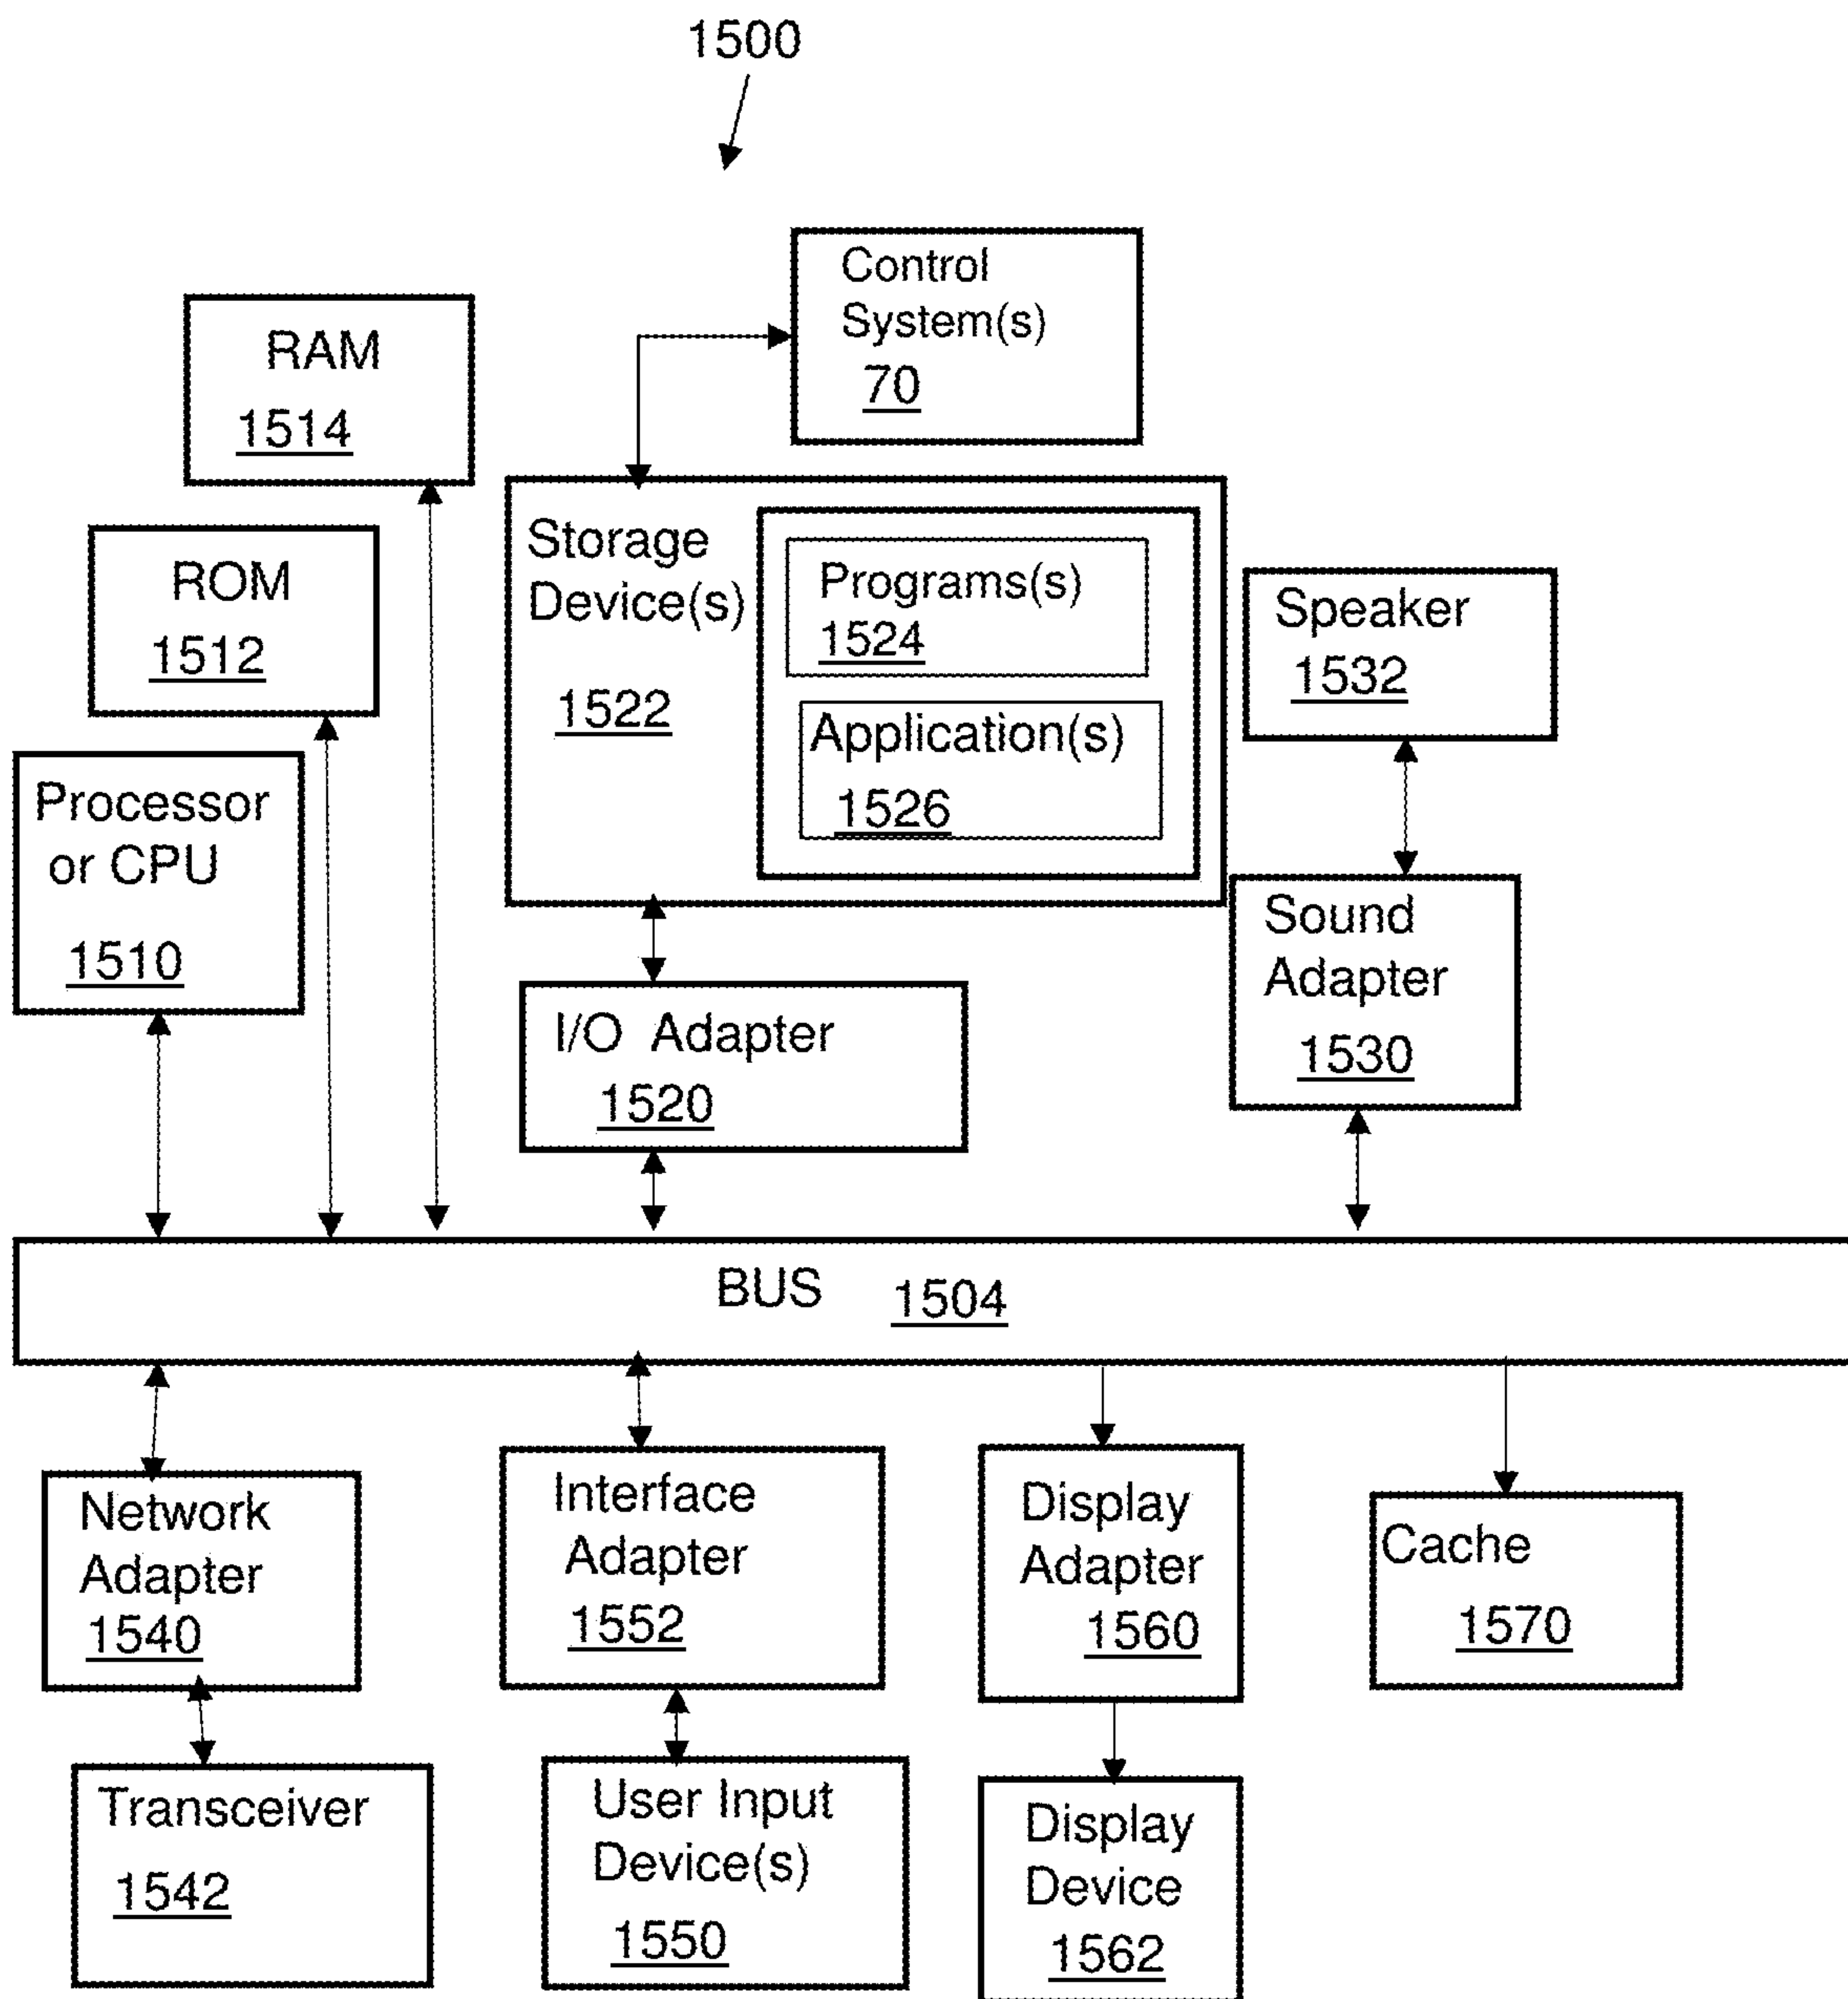 1500
Control
System(s)
70
RAM
1514
ROM
1512
Storage
Device(s)
1522
Programs(s)
1524
Application(s)
1526
Speaker
1532
Processor
or CPU
1510
Sound
Adapter
1530
I/O Adapter
1520
BUS 1504
Network
Adapter
1540
Interface
Adapter
1552
Display
Adapter
1560
Cache
1570
Transceiver
1542
User Input
Device(s)
1550
Display
Device
1562